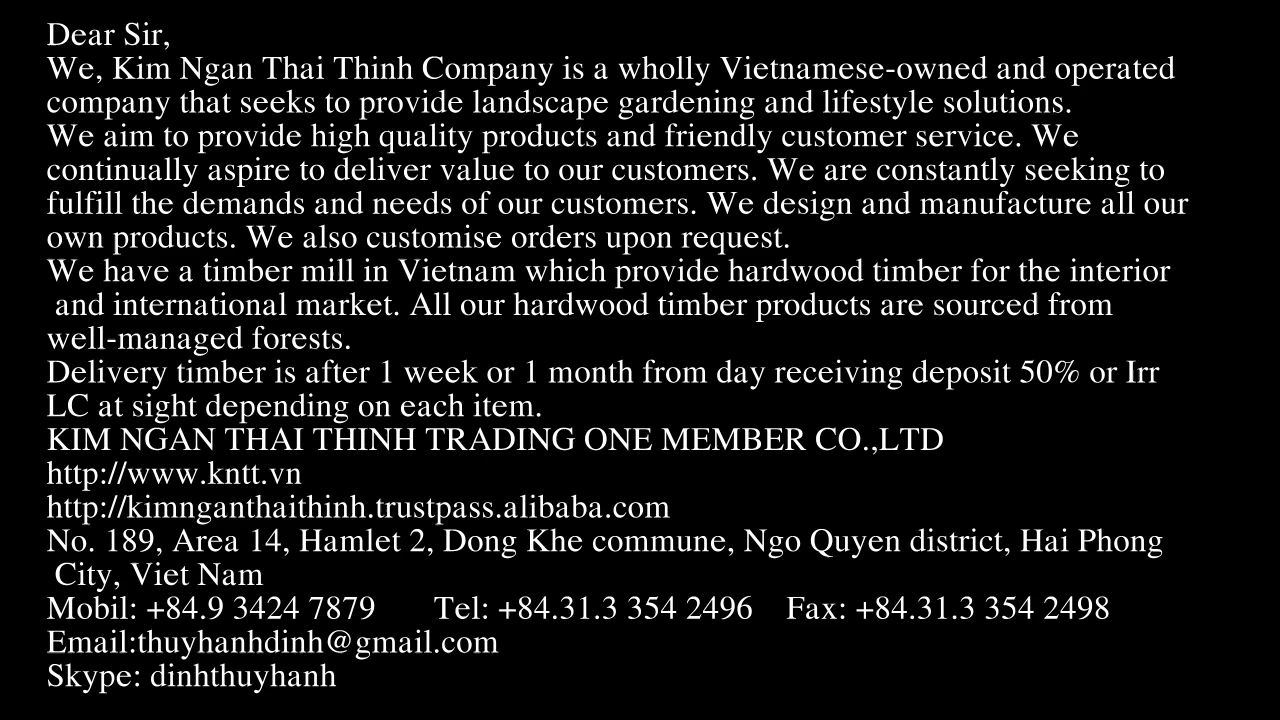 Dear Sir,
We, Kim Ngan Thai Thinh Company is a wholly Vietnamese-owned and operated
company that seeks to provide landscape gardening and lifestyle solutions.
We aim to provide high quality products and friendly customer service. We
continually aspire to deliver value to our customers. We are constantly seeking to
fulfill the demands and needs of our customers. We design and manufacture all our
own products. We also customise orders upon request.
We have a timber mill in Vietnam which provide hardwood timber for the interior
and international market. All our hardwood timber products are sourced from
well-managed forests.
Delivery timber is after 1 week or 1 month from day receiving deposit 50% or Irr
LC at sight depending on each item.
KIM NGAN THAI THINH TRADING ONE MEMBER CO.,LTD
http://www.kntt.vn
http://kimnganthaithinh.trustpass.alibaba.com
No. 189, Area 14, Hamlet 2, Dong Khe commune, Ngo Quyen district, Hai Phong
City, Viet Nam
Mobil: +84.9 3424 7879 Tel: +84.31.3 354 2496 Fax: +84.31.3 354 2498
Email:thuyhanhdinh@gmail.com
Skype: dinhthuyhanh